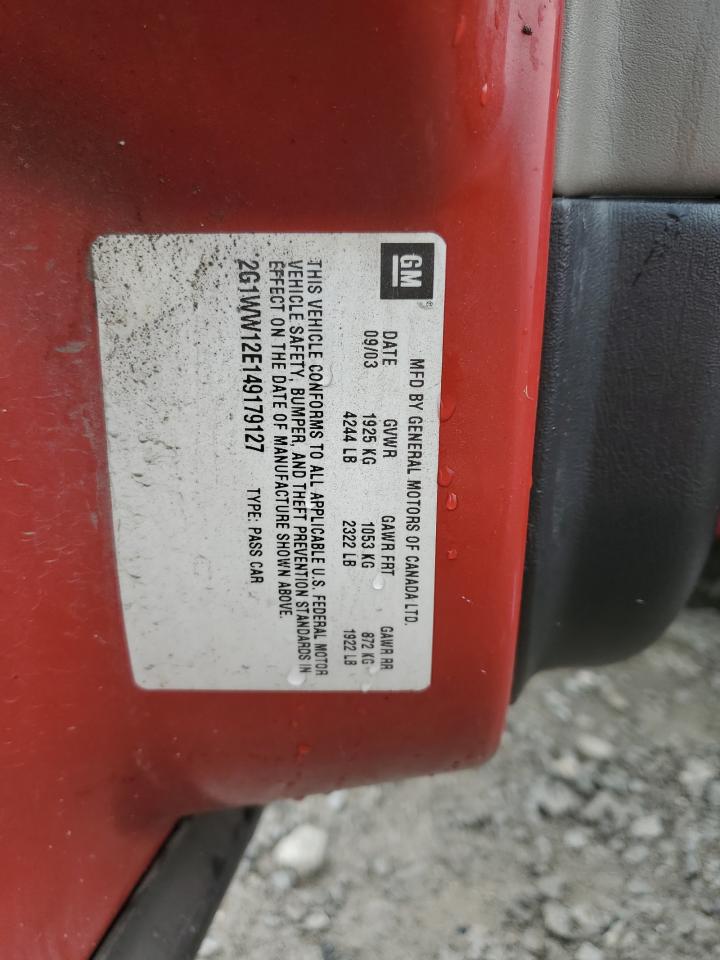 GM®
MFD BY GENERAL MOTORS OF CANADA LTD.
DATE GVWR GAWR FRT GAWR RR
09/03 1925 KG 1053 KG 872 KG
4244 LB 2322 LB 1922 LB
THIS VEHICLE CONFORMS TO ALL APPLICABLE U.S. FEDERAL MOTOR
VEHICLE SAFETY, BUMPER, AND THEFT PREVENTION STANDARDS IN
EFFECT ON THE DATE OF MANUFACTURE SHOWN ABOVE.
2G1WW12E149179127 TYPE: PASS CAR